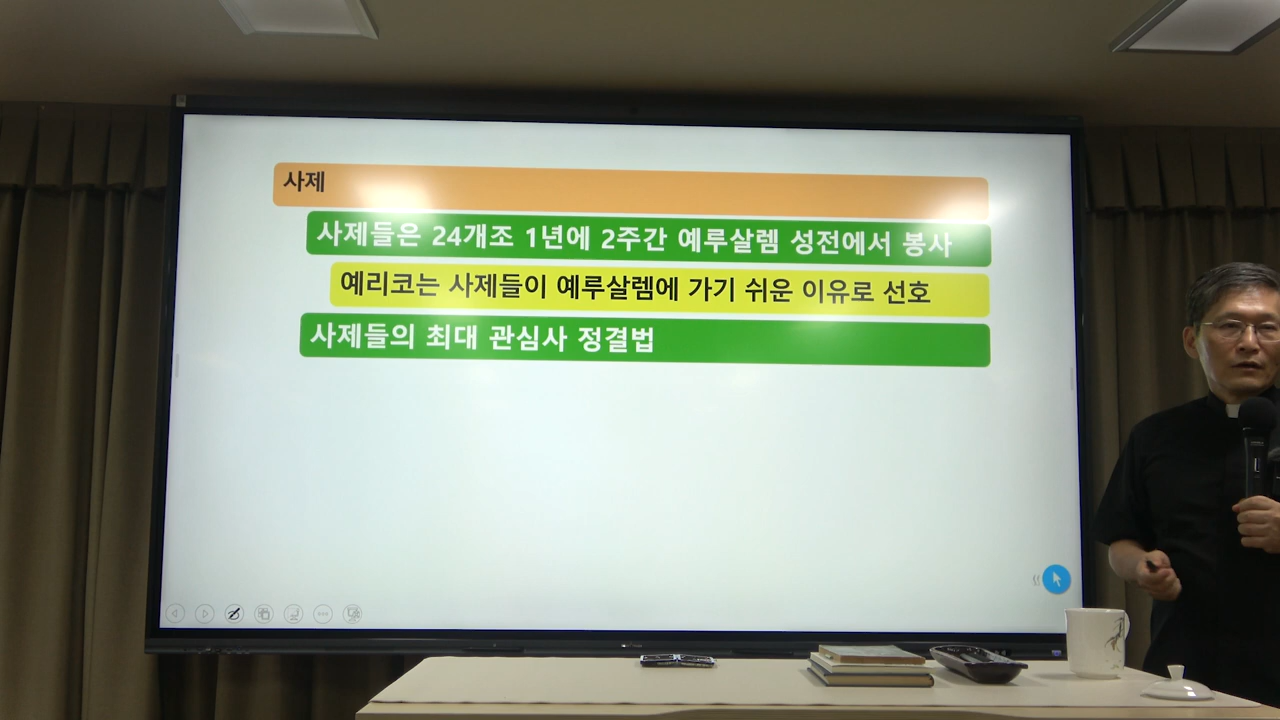 사제
사제들은 24개조 1년에 2주간 예루살렘 성전에서 봉사
예리코는 사제들이 예루살렘에 가기 쉬운 이유로 선호
사제들의 최대 관심사 정결법